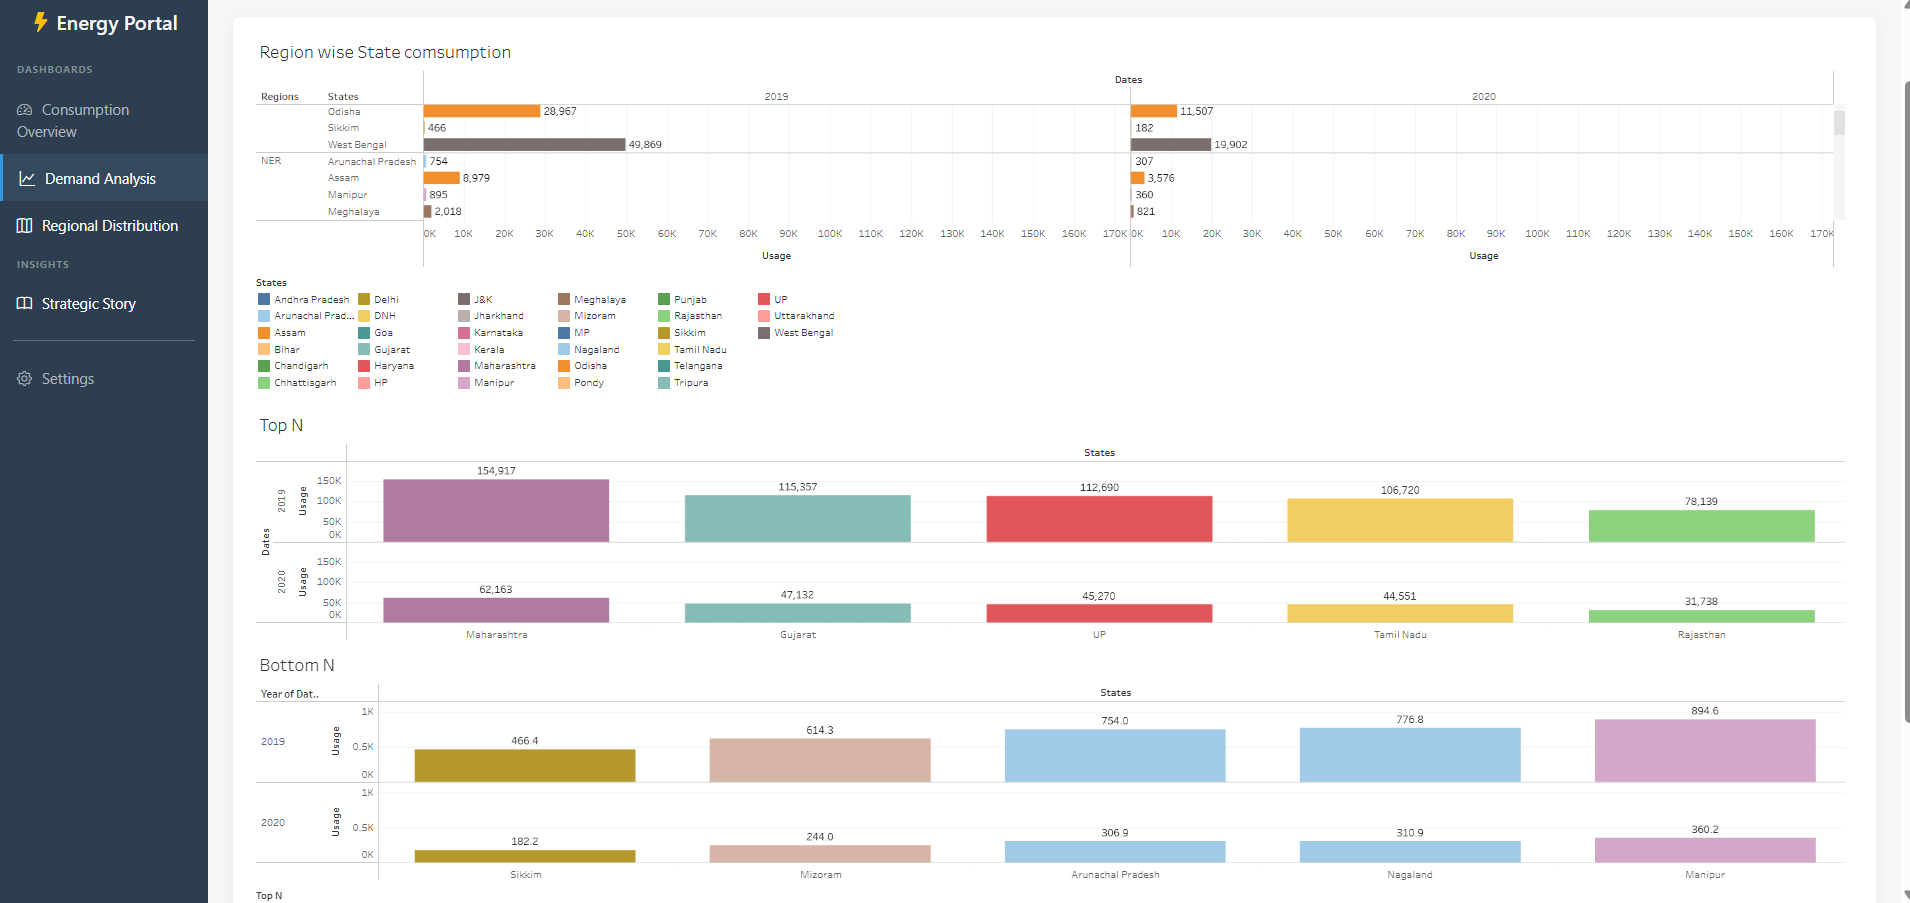 Energy Portal
DASHBOARDS
Consumption
Overview
Demand Analysis
Regional Distribution
INSIGHTS
Strategic Story
Settings
Region wise State comsumption
Dates
Regions States 2019 2020
Odisha 28,967 11,507
Sikkim 466 182
West Bengal 49,869 19,902
NER Arunachal Pradesh 754 307
Assam 8,979 3,576
Manipur 895 360
Meghalaya 2,018 821
0K 10K 20K 30K 40K 50K 60K 70K 80K 90K 100K 110K 120K 130K 140K 150K 160K 170K 0K 10K 20K 30K 40K 50K 60K 70K 80K 90K 100K 110K 120K 130K 140K 150K 160K 170K
Usage Usage
States
Andhra Pradesh Delhi J&K Meghalaya Punjab UP
Arunachal Prad... DNH Jharkhand Mizoram Rajasthan Uttarakhand
Assam Goa Karnataka MP Sikkim West Bengal
Bihar Gujarat Kerala Nagaland Tamil Nadu
Chandigarh Haryana Maharashtra Odisha Telangana
Chhattisgarh HP Manipur Pondy Tripura
Top N
States
Dates
2019 Usage
150K
100K
50K
0K
154,917 115,357 112,690 106,720 78,139
2020 Usage
150K
100K
50K
0K
62,163 47,132 45,270 44,551 31,738
Maharashtra Gujarat UP Tamil Nadu Rajasthan
Bottom N
Year of Dat.. States
2019 Usage
1K
0.5K
0K
466.4 614.3 754.0 776.8 894.6
2020 Usage
1K
0.5K
0K
182.2 244.0 306.9 310.9 360.2
Sikkim Mizoram Arunachal Pradesh Nagaland Manipur
Top N